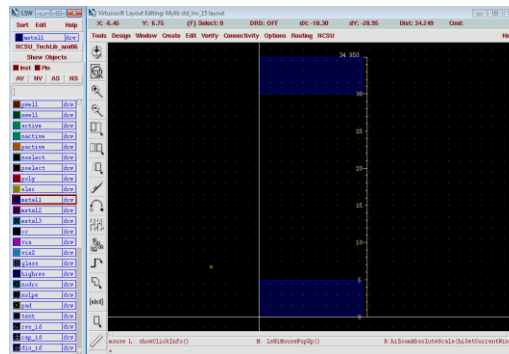 LSW
Sort Edit Help
metal1 drw
NCSU_TechLib_ami06
Show Objects
Inst Pin
AV NV AS NS
pwell drw
nwell drw
active drw
nactive drw
pactive drw
nselect drw
pselect drw
poly drw
elec drw
metal1 drw
metal2 drw
metal3 drw
cc drw
via drw
via2 drw
glass drw
highres drw
nodrc drw
nolpe drw
pad drw
text drw
res_id drw
cap_id drw
dio_id drw
Virtuoso® Layout Editing: Mylib std_inv_15 layout
X: -6.45 Y: 6.75 (F) Select: 0 DRD: OFF dX: -10.30 dY: -28.95 Dist: 34.749 Cmd:
Tools Design Window Create Edit Verify Connectivity Options Routing NCSU He
34.950
30
25
20
15
10
5
0
[abcd]
mouse L: showClickInfo() M: leHiMousePopUp() R: hiZoomAbsoluteScale(hiGetCurrentWin
>